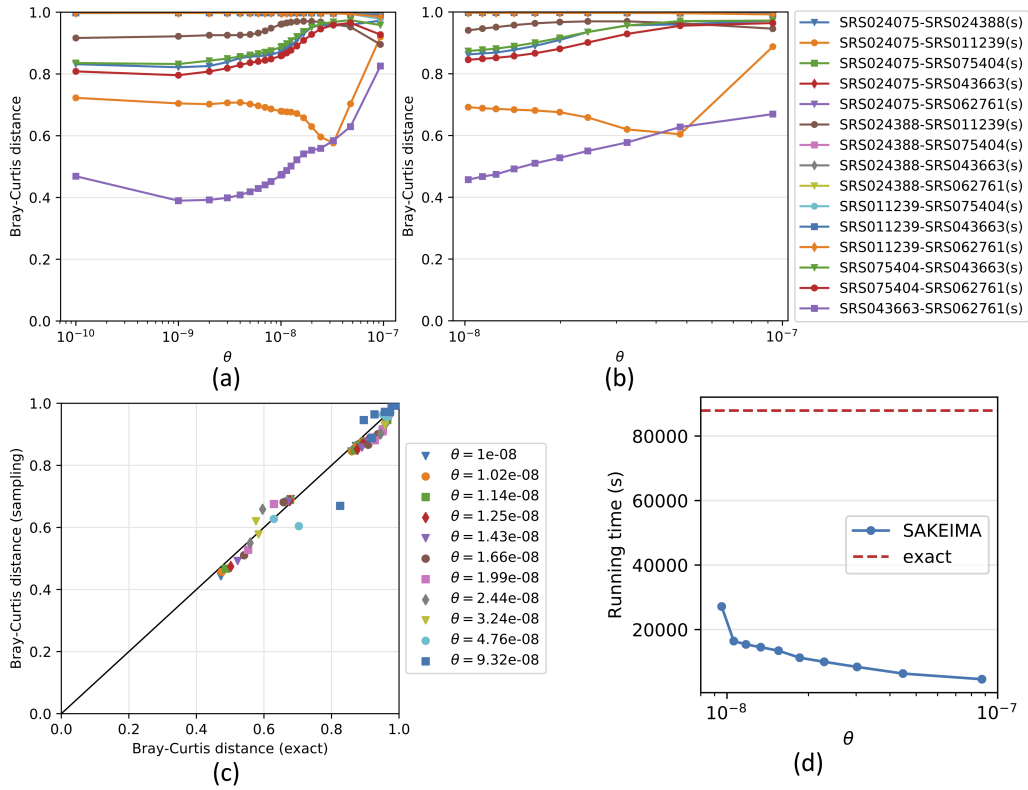 Bray-Curtis distance
1.0
0.8
0.6
0.4
0.2
0.0
10⁻¹⁰
10⁻⁹
10⁻⁸
10⁻⁷
θ
(a)
Bray-Curtis distance
1.0
0.8
0.6
0.4
0.2
0.0
10⁻⁸
10⁻⁷
θ
(b)
SRS024075-SRS024388(s)
SRS024075-SRS011239(s)
SRS024075-SRS075404(s)
SRS024075-SRS043663(s)
SRS024075-SRS062761(s)
SRS024388-SRS011239(s)
SRS024388-SRS075404(s)
SRS024388-SRS043663(s)
SRS024388-SRS062761(s)
SRS011239-SRS075404(s)
SRS011239-SRS043663(s)
SRS011239-SRS062761(s)
SRS075404-SRS043663(s)
SRS075404-SRS062761(s)
SRS043663-SRS062761(s)
Bray-Curtis distance (sampling)
1.0
0.8
0.6
0.4
0.2
0.0
0.0
0.2
0.4
0.6
0.8
1.0
Bray-Curtis distance (exact)
(c)
θ = 1e-08
θ = 1.02e-08
θ = 1.14e-08
θ = 1.25e-08
θ = 1.43e-08
θ = 1.66e-08
θ = 1.99e-08
θ = 2.44e-08
θ = 3.24e-08
θ = 4.76e-08
θ = 9.32e-08
Running time (s)
80000
60000
40000
20000
10⁻⁸
10⁻⁷
θ
SAKEIMA
exact
(d)